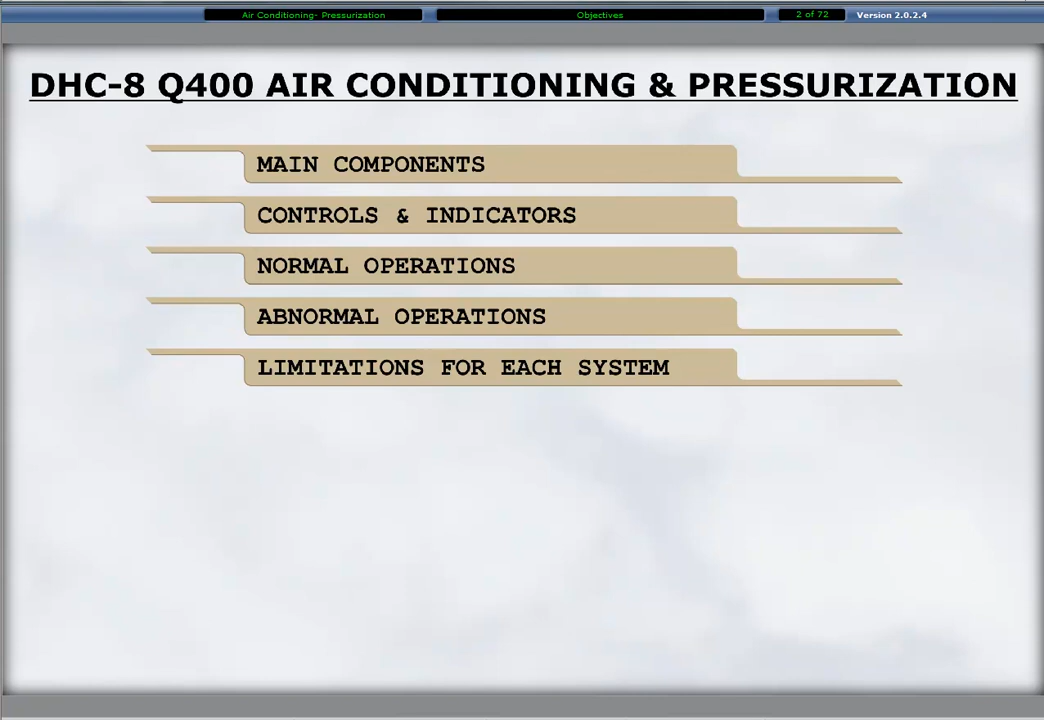 Air Conditioning- Pressurization
Objectives
2 of 72
Version 2.0.2.4
DHC-8 Q400 AIR CONDITIONING & PRESSURIZATION
MAIN COMPONENTS
CONTROLS & INDICATORS
NORMAL OPERATIONS
ABNORMAL OPERATIONS
LIMITATIONS FOR EACH SYSTEM